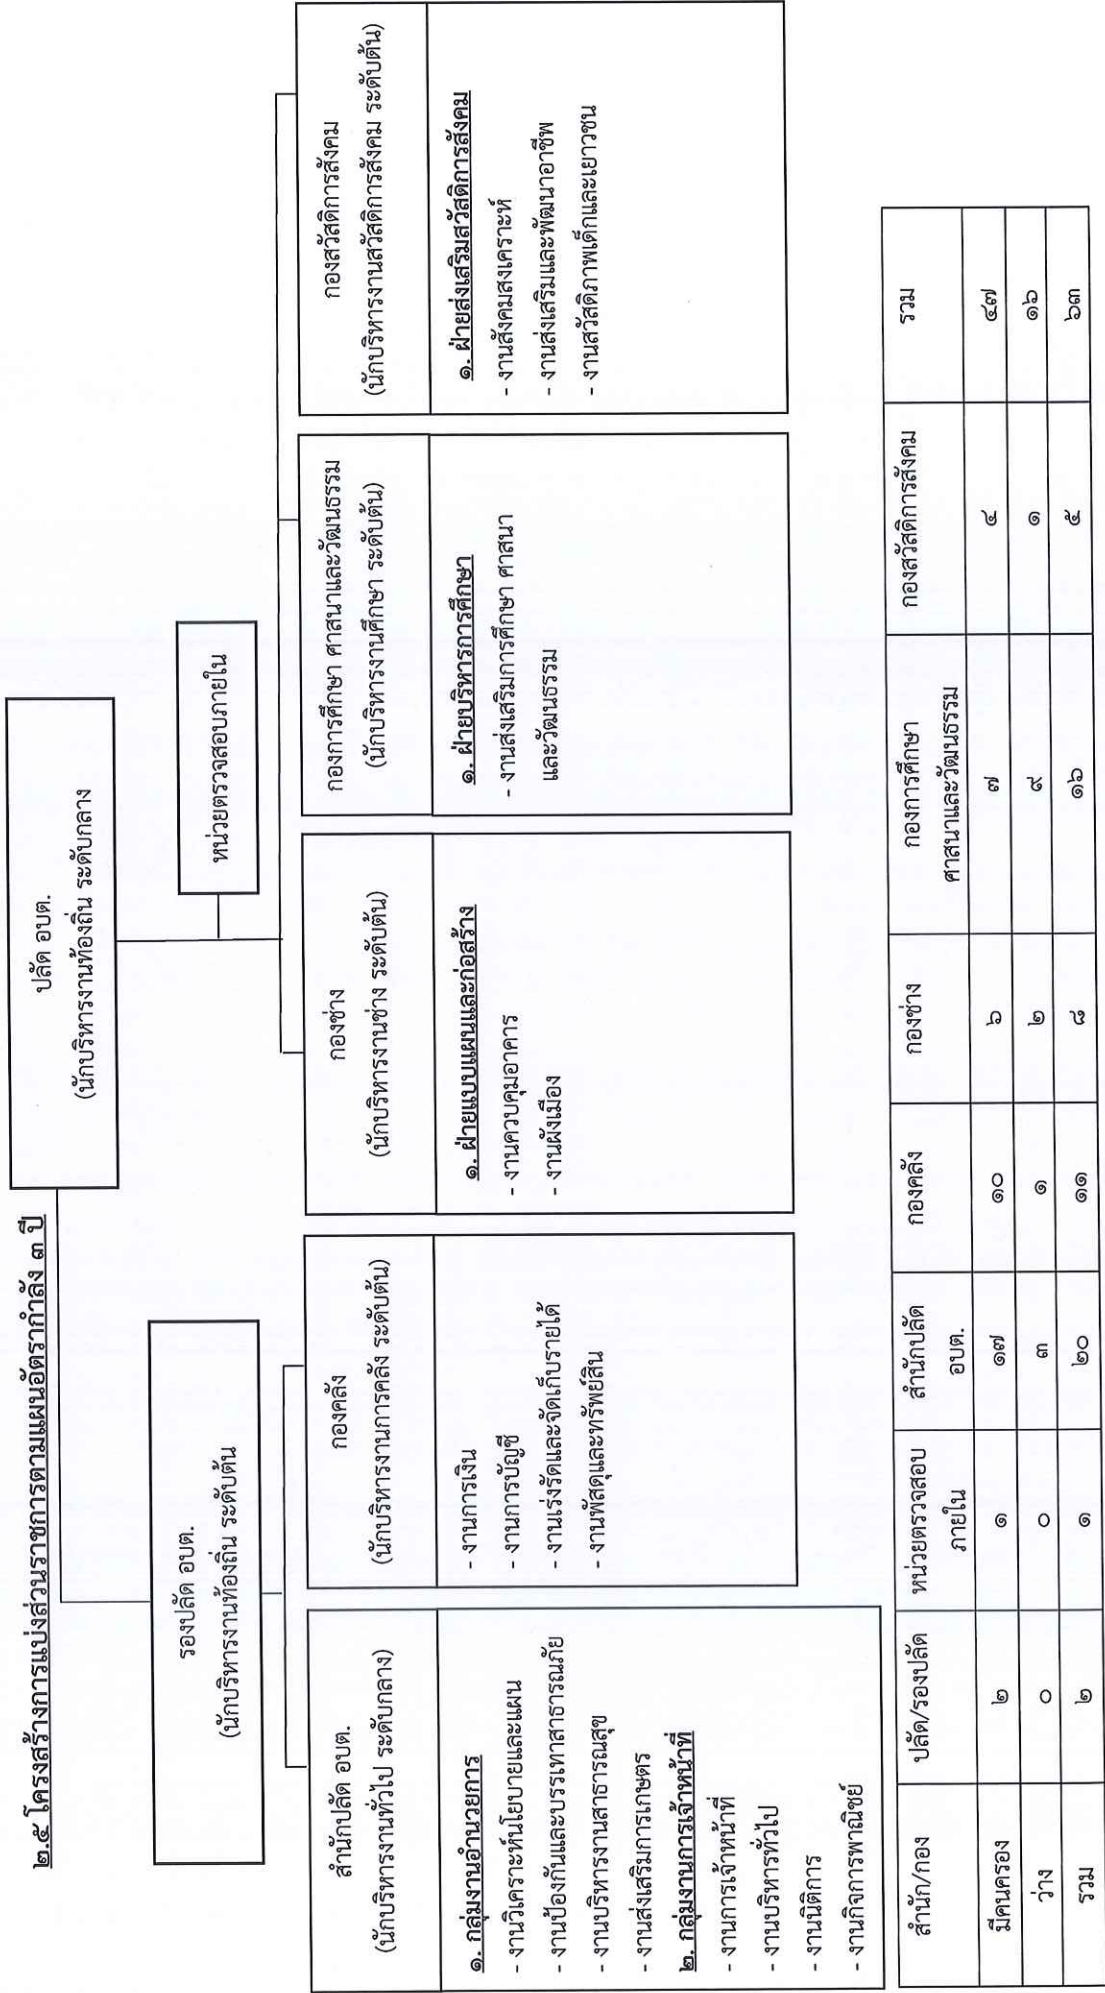 ๒.๕ โครงสร้างการแบ่งส่วนราชการตามแผนอัตรากำลัง ๓ ปี
ปลัด อบต.
(นักบริหารงานท้องถิ่น ระดับกลาง)
หน่วยตรวจสอบภายใน
รองปลัด อบต.
(นักบริหารงานท้องถิ่น ระดับต้น
สำนักปลัด อบต.
(นักบริหารงานทั่วไป ระดับกลาง)
๑. กลุ่มงานอำนวยการ
- งานวิเคราะห์นโยบายและแผน
- งานป้องกันและบรรเทาสาธารณภัย
- งานบริหารงานสาธารณสุข
- งานส่งเสริมการเกษตร
๒. กลุ่มงานการเจ้าหน้าที่
- งานการเจ้าหน้าที่
- งานบริหารทั่วไป
- งานนิติการ
- งานกิจการพาณิชย์
กองคลัง
(นักบริหารงานการคลัง ระดับต้น)
- งานการเงิน
- งานการบัญชี
- งานเร่งรัดและจัดเก็บรายได้
- งานพัสดุและทรัพย์สิน
กองช่าง
(นักบริหารงานช่าง ระดับต้น)
๑. ฝ่ายแบบแผนและก่อสร้าง
- งานควบคุมอาคาร
- งานผังเมือง
กองการศึกษา ศาสนาและวัฒนธรรม
(นักบริหารงานศึกษา ระดับต้น)
๑. ฝ่ายบริหารการศึกษา
- งานส่งเสริมการศึกษา ศาสนา
และวัฒนธรรม
กองสวัสดิการสังคม
(นักบริหารงานสวัสดิการสังคม ระดับต้น)
๑. ฝ่ายส่งเสริมสวัสดิการสังคม
- งานสังคมสงเคราะห์
- งานส่งเสริมและพัฒนาอาชีพ
- งานสวัสดิภาพเด็กและเยาวชน
สำนัก/กอง ปลัด/รองปลัด หน่วยตรวจสอบ สำนักปลัด กองคลัง กองช่าง กองการศึกษา กองสวัสดิการสังคม รวม
ภายใน อบต. ศาสนาและวัฒนธรรม
มีคนครอง ๒ ๑ ๑๗ ๑๐ ๖ ๗ ๔ ๔๗
ว่าง ๐ ๐ ๓ ๑ ๒ ๙ ๑ ๑๖
รวม ๒ ๑ ๒๐ ๑๑ ๘ ๑๖ ๕ ๖๓